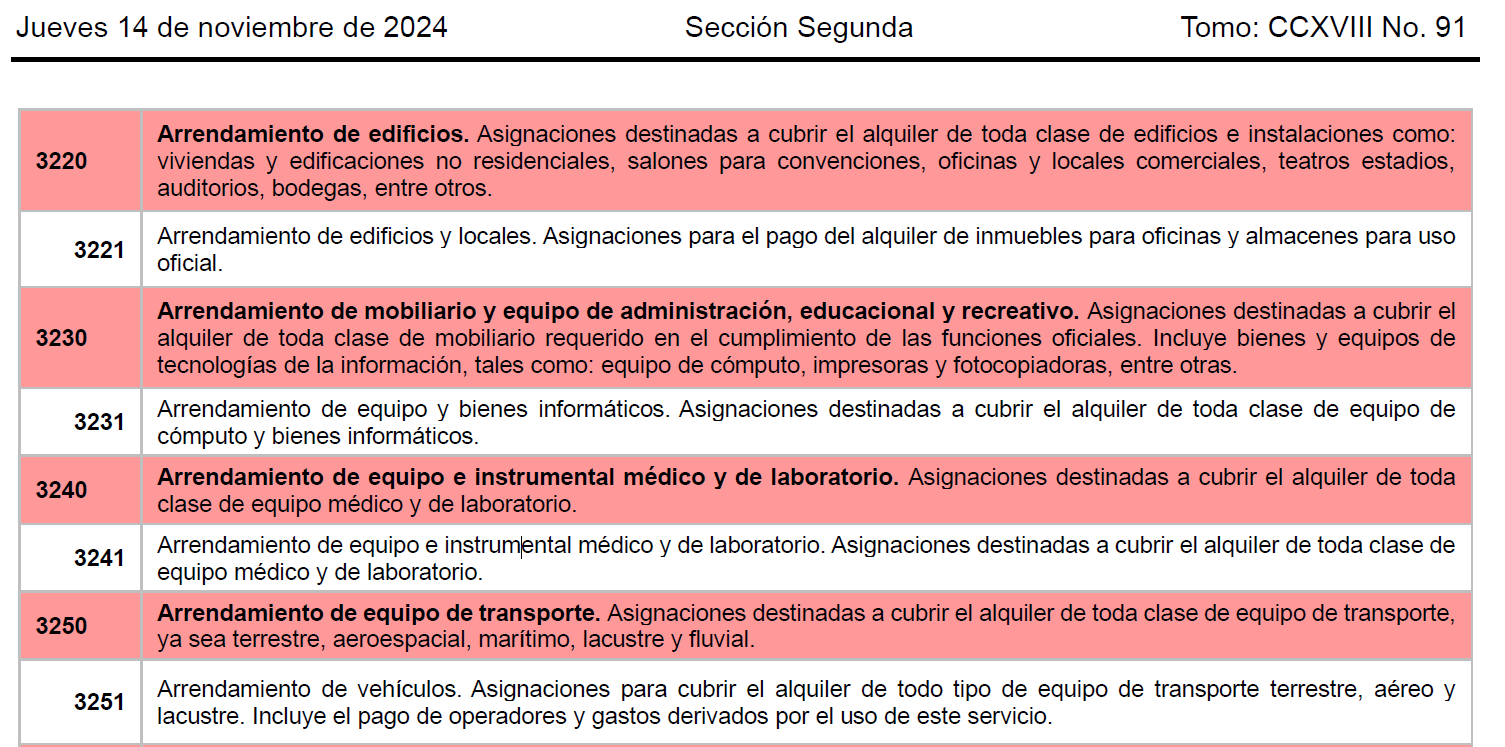 Jueves 14 de noviembre de 2024 Sección Segunda Tomo: CCXVIII No. 91
3220 Arrendamiento de edificios. Asignaciones destinadas a cubrir el alquiler de toda clase de edificios e instalaciones como:
viviendas y edificaciones no residenciales, salones para convenciones, oficinas y locales comerciales, teatros estadios,
auditorios, bodegas, entre otros.
3221 Arrendamiento de edificios y locales. Asignaciones para el pago del alquiler de inmuebles para oficinas y almacenes para uso
oficial.
3230 Arrendamiento de mobiliario y equipo de administración, educacional y recreativo. Asignaciones destinadas a cubrir el
alquiler de toda clase de mobiliario requerido en el cumplimiento de las funciones oficiales. Incluye bienes y equipos de
tecnologías de la información, tales como: equipo de cómputo, impresoras y fotocopiadoras, entre otras.
3231 Arrendamiento de equipo y bienes informáticos. Asignaciones destinadas a cubrir el alquiler de toda clase de equipo de
cómputo y bienes informáticos.
3240 Arrendamiento de equipo e instrumental médico y de laboratorio. Asignaciones destinadas a cubrir el alquiler de toda
clase de equipo médico y de laboratorio.
3241 Arrendamiento de equipo e instrumental médico y de laboratorio. Asignaciones destinadas a cubrir el alquiler de toda clase de
equipo médico y de laboratorio.
3250 Arrendamiento de equipo de transporte. Asignaciones destinadas a cubrir el alquiler de toda clase de equipo de transporte,
ya sea terrestre, aeroespacial, marítimo, lacustre y fluvial.
3251 Arrendamiento de vehículos. Asignaciones para cubrir el alquiler de todo tipo de equipo de transporte terrestre, aéreo y
lacustre. Incluye el pago de operadores y gastos derivados por el uso de este servicio.